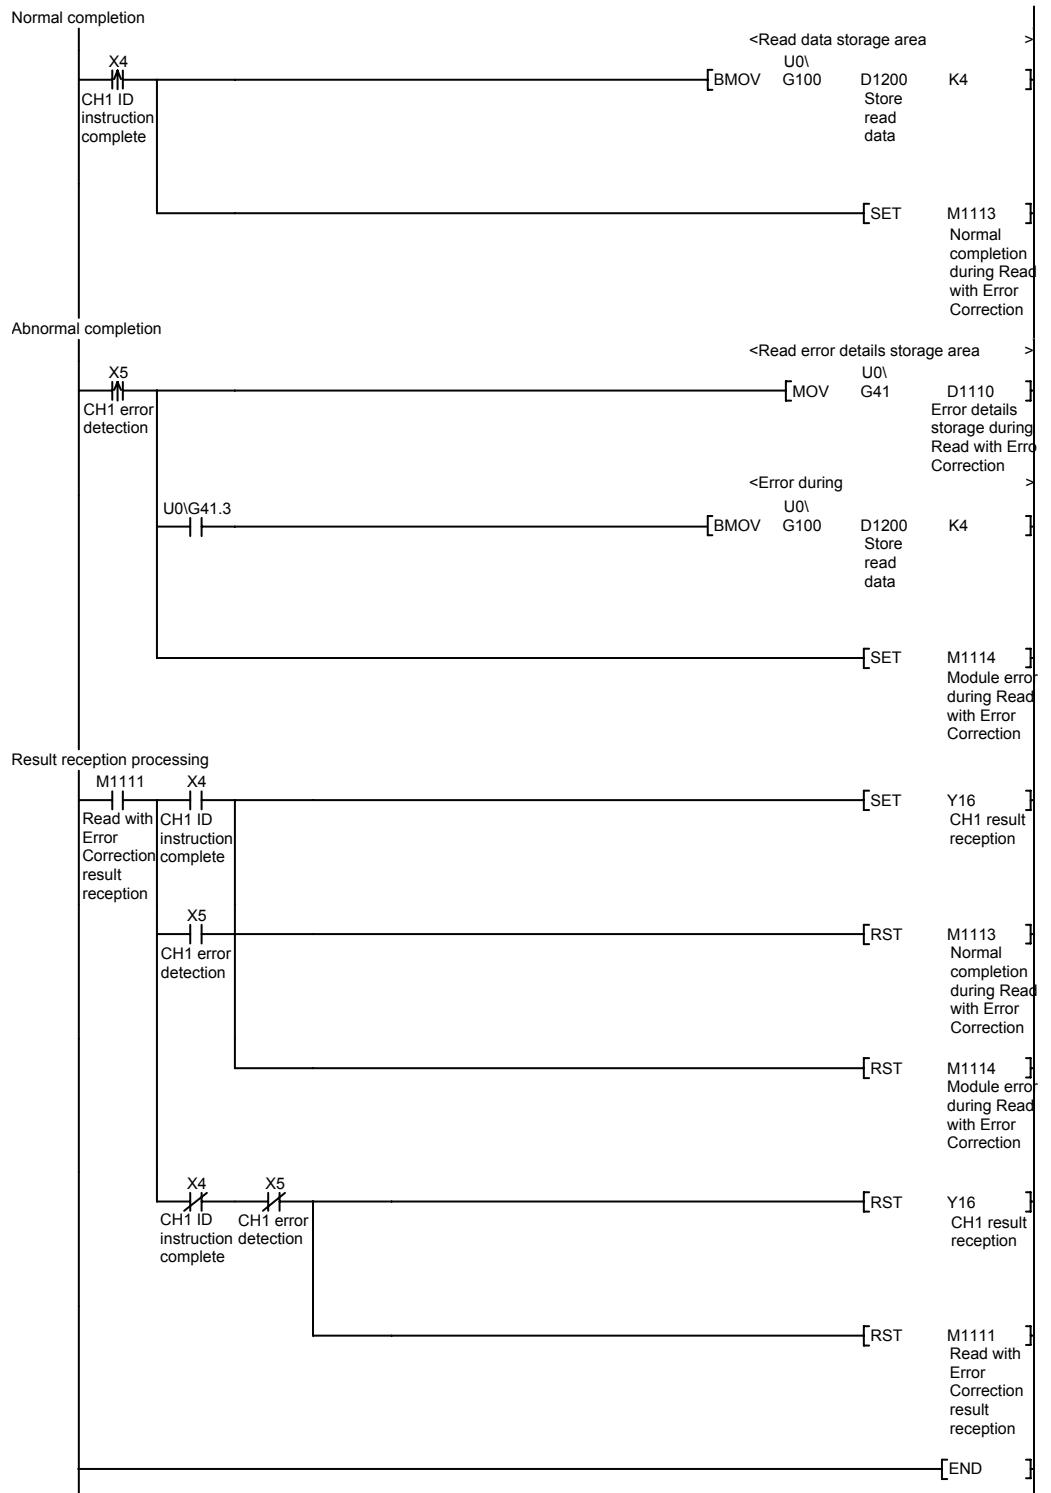 Normal completion
<Read data storage area >
X4 U0\
[BMOV G100 D1200 K4 ]
CH1 ID Store
instruction read
complete data
[SET M1113 ]
Normal
completion
during Read
with Error
Correction
Abnormal completion
<Read error details storage area >
X5 U0\
[MOV G41 D1110 ]
CH1 error Error details
detection storage during
Read with Erro
Correction
<Error during >
U0\G41.3 U0\
[BMOV G100 D1200 K4 ]
Store
read
data
[SET M1114 ]
Module error
during Read
with Error
Correction
Result reception processing
M1111 X4
[SET Y16 ]
Read with CH1 ID CH1 result
Error instruction reception
Correction complete
result
reception
X5
[RST M1113 ]
CH1 error Normal
detection completion
during Read
with Error
Correction
[RST M1114 ]
Module error
during Read
with Error
Correction
X4 X5
[RST Y16 ]
CH1 ID CH1 error CH1 result
instruction detection reception
complete
[RST M1111 ]
Read with
Error
Correction
result
reception
[END ]